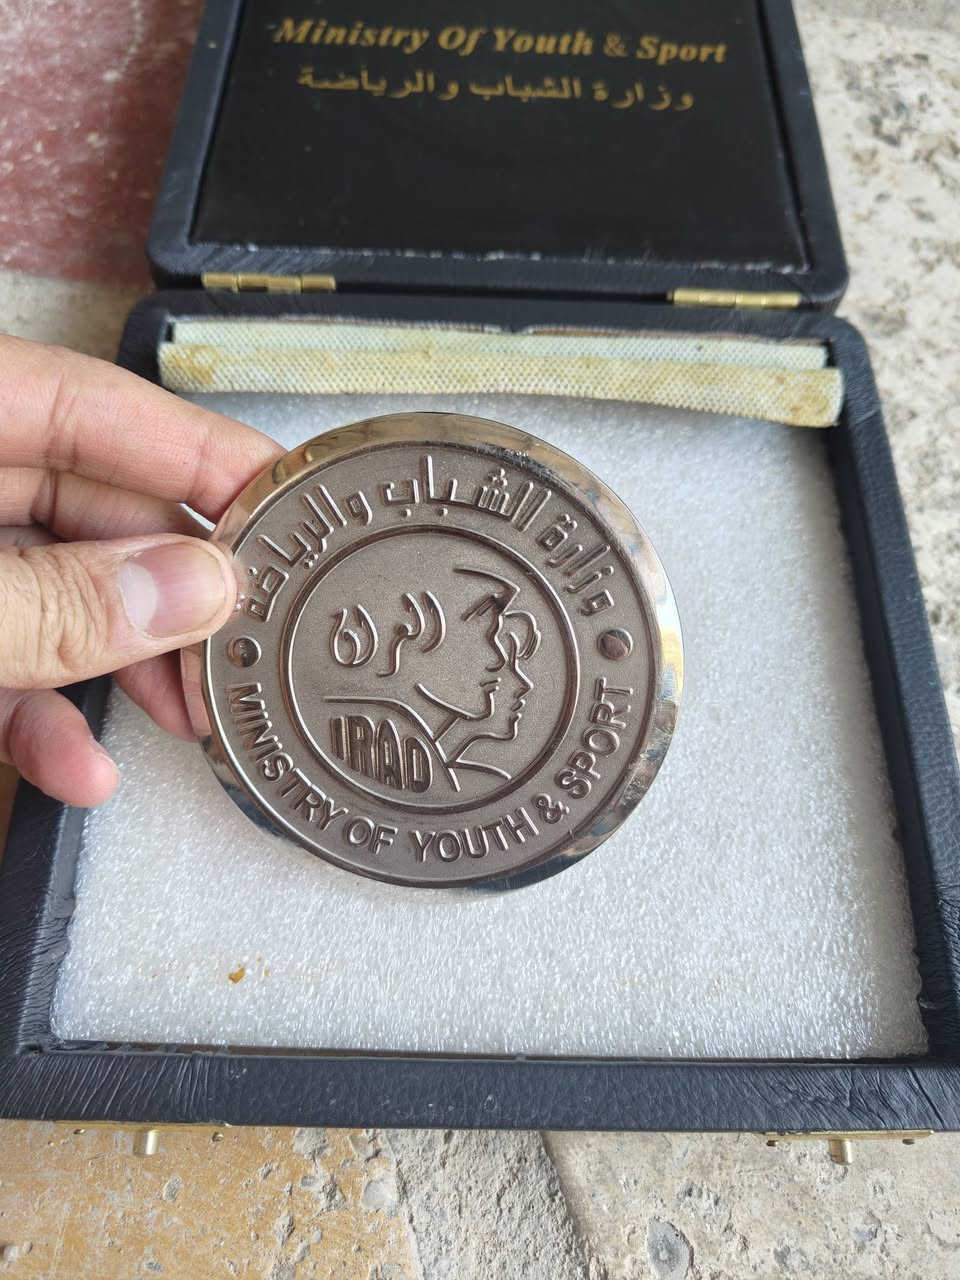 Ministry Of Youth & Sport
وزارة الشباب والرياضة
وزارة الشباب والرياضة
العراق
IRAQ
MINISTRY OF YOUTH & SPORT